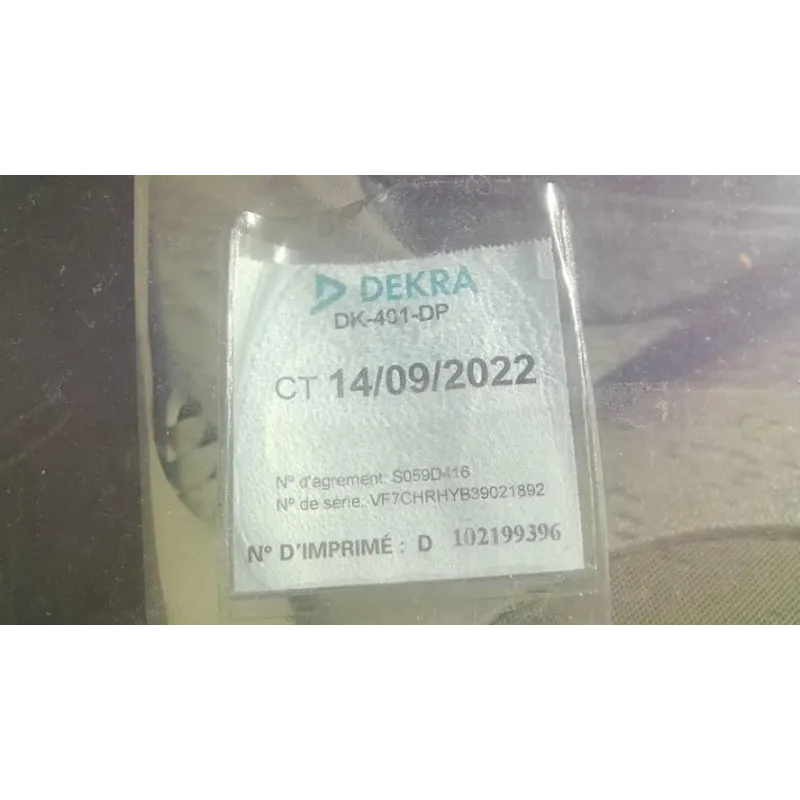 DEKRA
DK-401-DP
CT 14/09/2022
N° d'agrement: S059D416
N° de série: VF7CHRHYB39021892
N° D'IMPRIMÉ : D 102199396